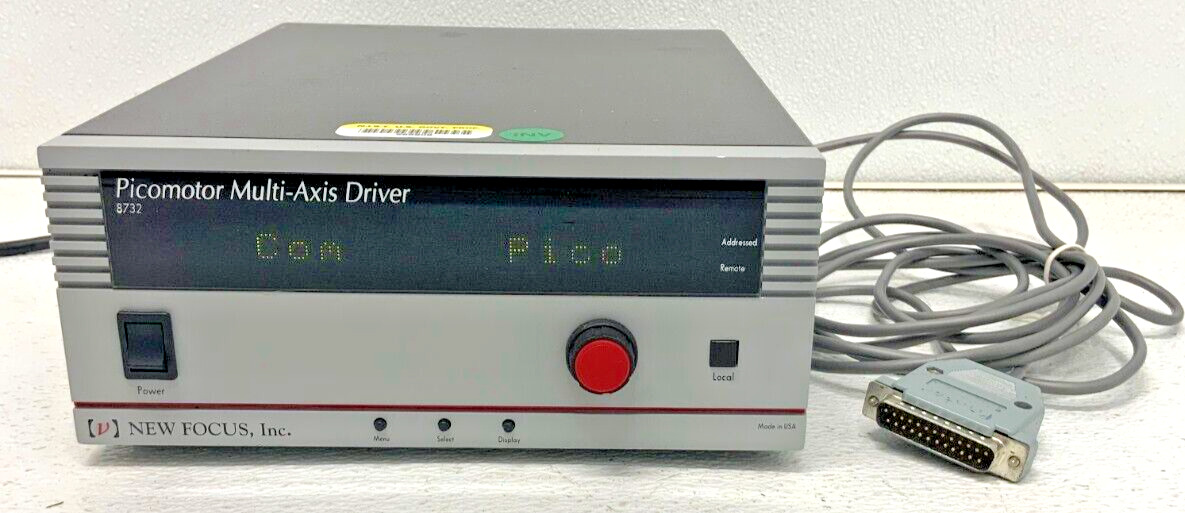 ANI
Picomotor Multi-Axis Driver
8732
Com Pico
Addressed
Remote
Power
Local
[ν] NEW FOCUS, Inc.
Menu
Select
Display
Made in USA